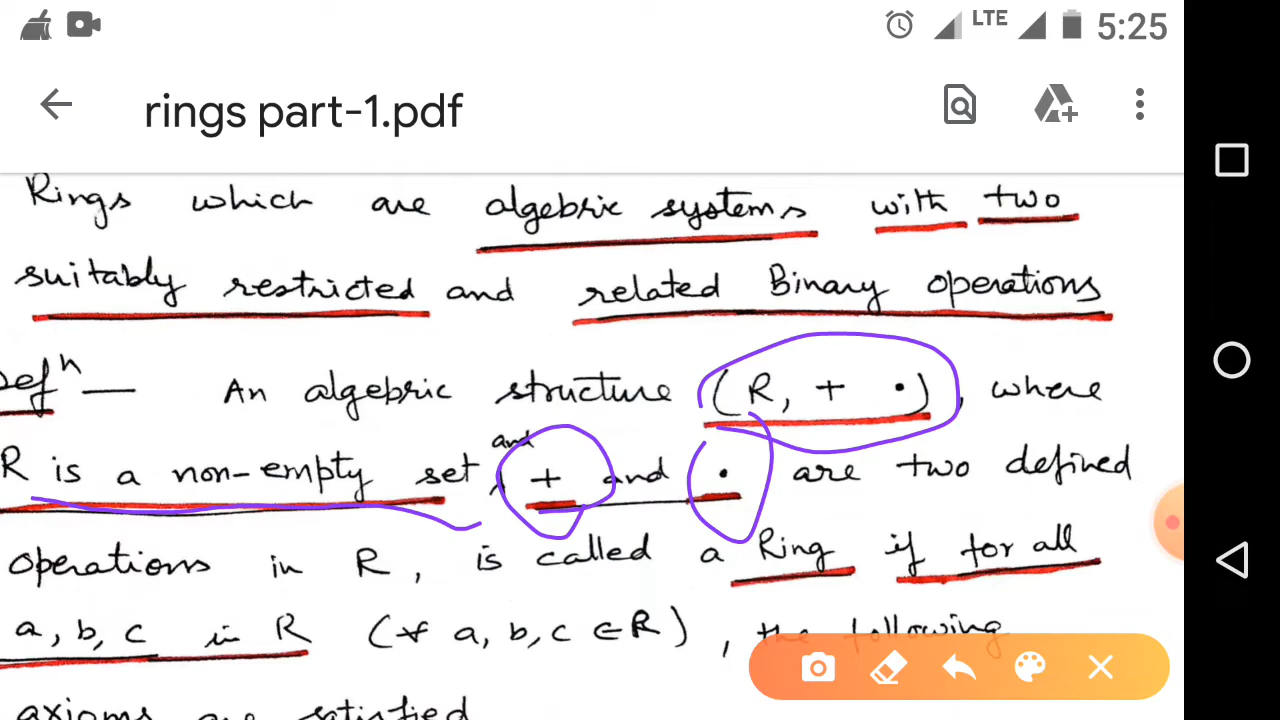 LTE 5:25
rings part-1.pdf
Rings which are algebric systems with two
suitably restricted and related Binary operations
Defⁿ — An algebric structure (R, + •), where
R is a non-empty set, and + and • are two defined
operations in R, is called a Ring if for all
a, b, c in R (∀ a, b, c ∈ R), the following
axioms are satisfied